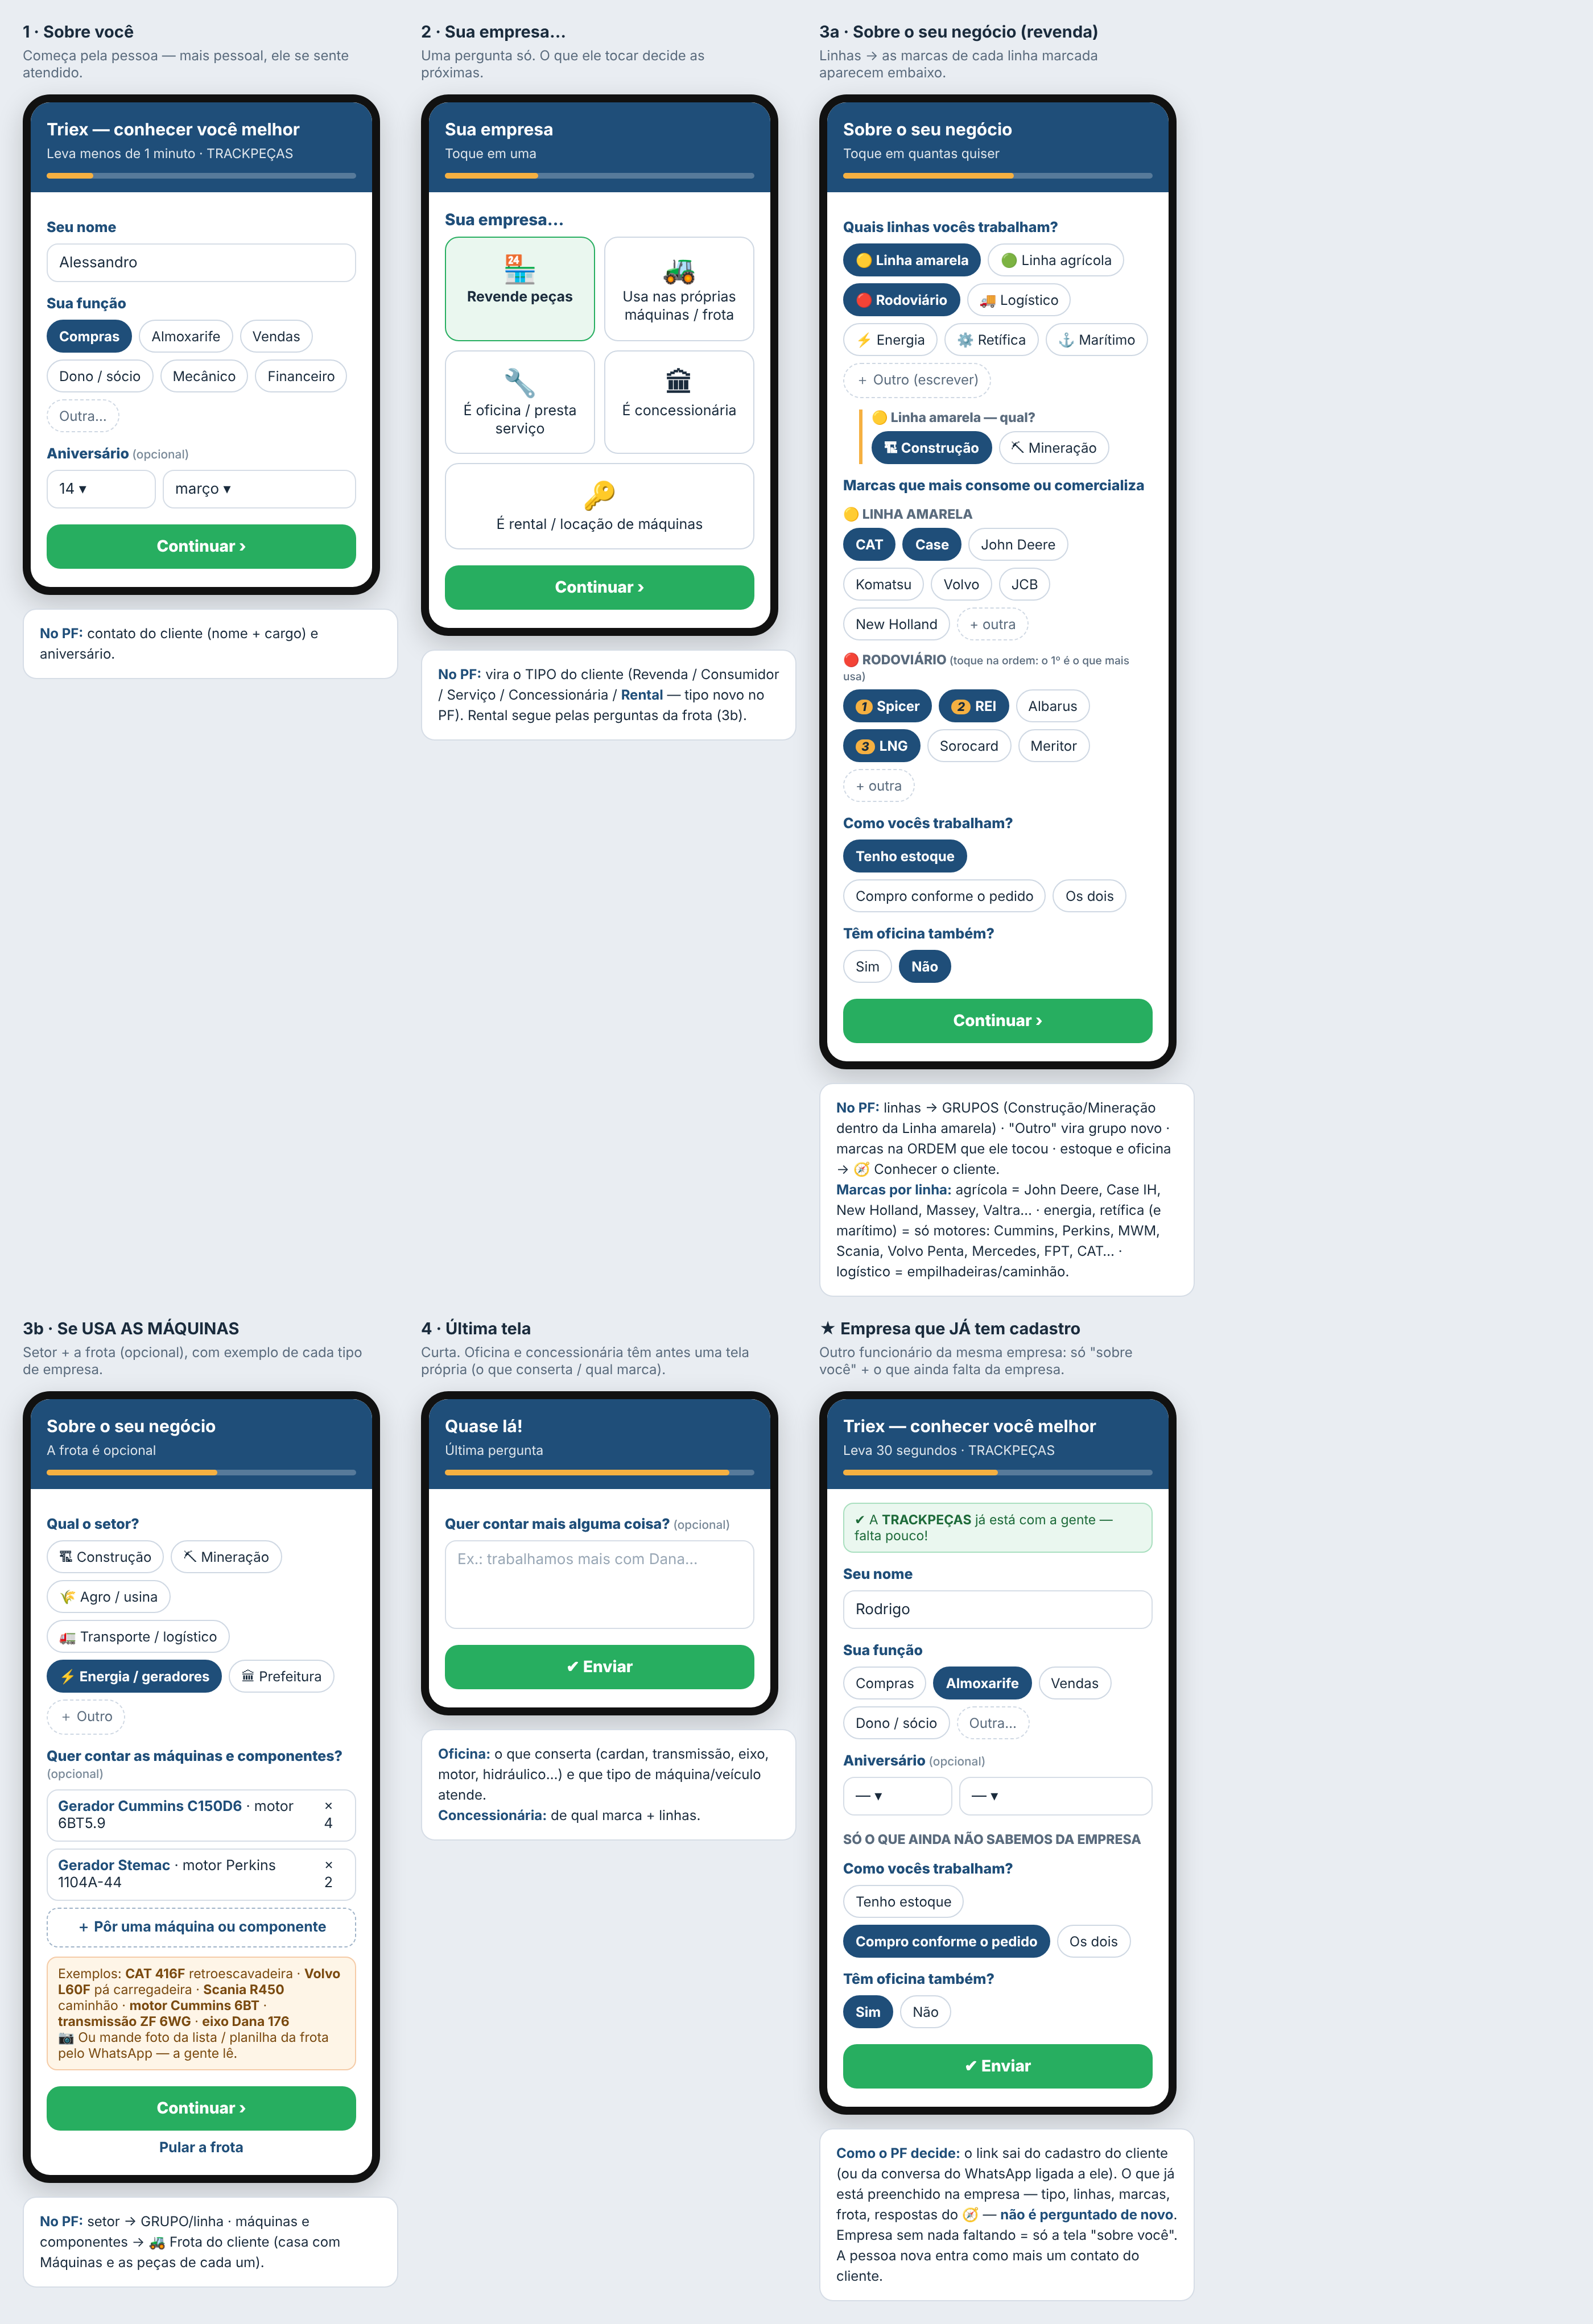 1 · Sobre você
Começa pela pessoa — mais pessoal, ele se sente
atendido.
Triex — conhecer você melhor
Leva menos de 1 minuto · TRACKPEÇAS
Seu nome
Alessandro
Sua função
Compras
Almoxarife
Vendas
Dono / sócio
Mecânico
Financeiro
Outra...
Aniversário (opcional)
14 ▾
março ▾
Continuar ›
No PF: contato do cliente (nome + cargo) e
aniversário.
2 · Sua empresa...
Uma pergunta só. O que ele tocar decide as
próximas.
Sua empresa
Toque em uma
Sua empresa...
Revende peças
Usa nas próprias
máquinas / frota
É oficina / presta
serviço
É concessionária
É rental / locação de máquinas
Continuar ›
No PF: vira o TIPO do cliente (Revenda / Consumidor
/ Serviço / Concessionária / Rental — tipo novo no
PF). Rental segue pelas perguntas da frota (3b).
3a · Sobre o seu negócio (revenda)
Linhas → as marcas de cada linha marcada
aparecem embaixo.
Sobre o seu negócio
Toque em quantas quiser
Quais linhas vocês trabalham?
🟡 Linha amarela
🟢 Linha agrícola
🔴 Rodoviário
🚚 Logístico
⚡ Energia
⚙️ Retífica
⚓ Marítimo
＋ Outro (escrever)
🟡 Linha amarela — qual?
🏗 Construção
⛏ Mineração
Marcas que mais consome ou comercializa
🟡 LINHA AMARELA
CAT
Case
John Deere
Komatsu
Volvo
JCB
New Holland
+ outra
🔴 RODOVIÁRIO (toque na ordem: o 1º é o que mais
usa)
1 Spicer
2 REI
Albarus
3 LNG
Sorocard
Meritor
+ outra
Como vocês trabalham?
Tenho estoque
Compro conforme o pedido
Os dois
Têm oficina também?
Sim
Não
Continuar ›
No PF: linhas → GRUPOS (Construção/Mineração
dentro da Linha amarela) · "Outro" vira grupo novo ·
marcas na ORDEM que ele tocou · estoque e oficina
→ 🧭 Conhecer o cliente.
Marcas por linha: agrícola = John Deere, Case IH,
New Holland, Massey, Valtra... · energia, retífica (e
marítimo) = só motores: Cummins, Perkins, MWM,
Scania, Volvo Penta, Mercedes, FPT, CAT... ·
logístico = empilhadeiras/caminhão.
3b · Se USA AS MÁQUINAS
Setor + a frota (opcional), com exemplo de cada tipo
de empresa.
Sobre o seu negócio
A frota é opcional
Qual o setor?
🏗 Construção
⛏ Mineração
🌾 Agro / usina
🚛 Transporte / logístico
⚡ Energia / geradores
🏛 Prefeitura
＋ Outro
Quer contar as máquinas e componentes?
(opcional)
Gerador Cummins C150D6 · motor
6BT5.9
×
4
Gerador Stemac · motor Perkins
1104A-44
×
2
＋ Pôr uma máquina ou componente
Exemplos: CAT 416F retroescavadeira · Volvo
L60F pá carregadeira · Scania R450
caminhão · motor Cummins 6BT ·
transmissão ZF 6WG · eixo Dana 176
📷 Ou mande foto da lista / planilha da frota
pelo WhatsApp — a gente lê.
Continuar ›
Pular a frota
No PF: setor → GRUPO/linha · máquinas e
componentes → 🚜 Frota do cliente (casa com
Máquinas e as peças de cada um).
4 · Última tela
Curta. Oficina e concessionária têm antes uma tela
própria (o que conserta / qual marca).
Quase lá!
Última pergunta
Quer contar mais alguma coisa? (opcional)
Ex.: trabalhamos mais com Dana...
✔ Enviar
Oficina: o que conserta (cardan, transmissão, eixo,
motor, hidráulico...) e que tipo de máquina/veículo
atende.
Concessionária: de qual marca + linhas.
★ Empresa que JÁ tem cadastro
Outro funcionário da mesma empresa: só "sobre
você" + o que ainda falta da empresa.
Triex — conhecer você melhor
Leva 30 segundos · TRACKPEÇAS
✔ A TRACKPEÇAS já está com a gente —
falta pouco!
Seu nome
Rodrigo
Sua função
Compras
Almoxarife
Vendas
Dono / sócio
Outra...
Aniversário (opcional)
— ▾
— ▾
SÓ O QUE AINDA NÃO SABEMOS DA EMPRESA
Como vocês trabalham?
Tenho estoque
Compro conforme o pedido
Os dois
Têm oficina também?
Sim
Não
✔ Enviar
Como o PF decide: o link sai do cadastro do cliente
(ou da conversa do WhatsApp ligada a ele). O que já
está preenchido na empresa — tipo, linhas, marcas,
frota, respostas do 🧭 — não é perguntado de novo.
Empresa sem nada faltando = só a tela "sobre você".
A pessoa nova entra como mais um contato do
cliente.